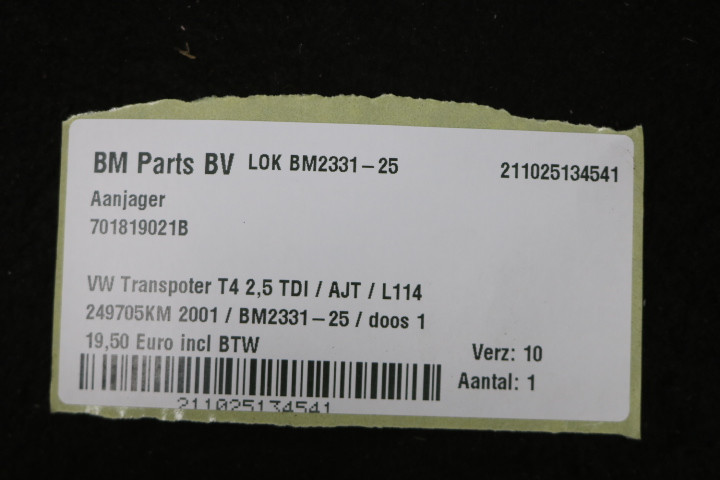 BM Parts BV LOK BM2331-25 211025134541
Aanjager
701819021B
VW Transpoter T4 2,5 TDI / AJT / L114
249705KM 2001 / BM2331-25 / doos 1
19,50 Euro incl BTW
Verz: 10
Aantal: 1
211025134541